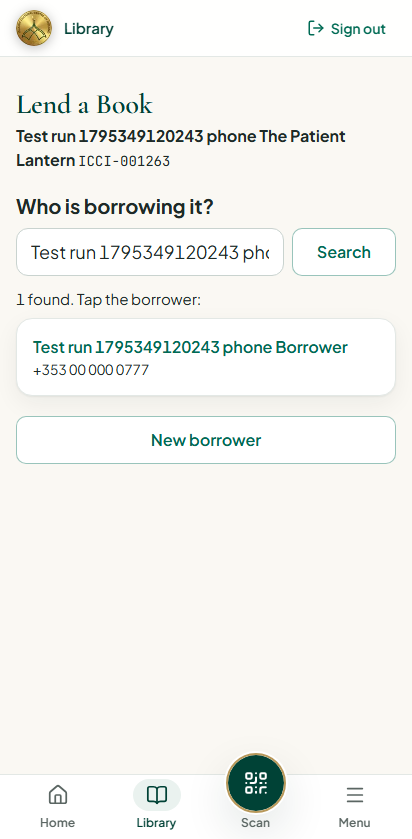 Library
Sign out
Lend a Book
Test run 1795349120243 phone The Patient
Lantern ICCI-001263
Who is borrowing it?
Test run 1795349120243 pho
Search
1 found. Tap the borrower:
Test run 1795349120243 phone Borrower
+353 00 000 0777
New borrower
Home
Library
Scan
Menu